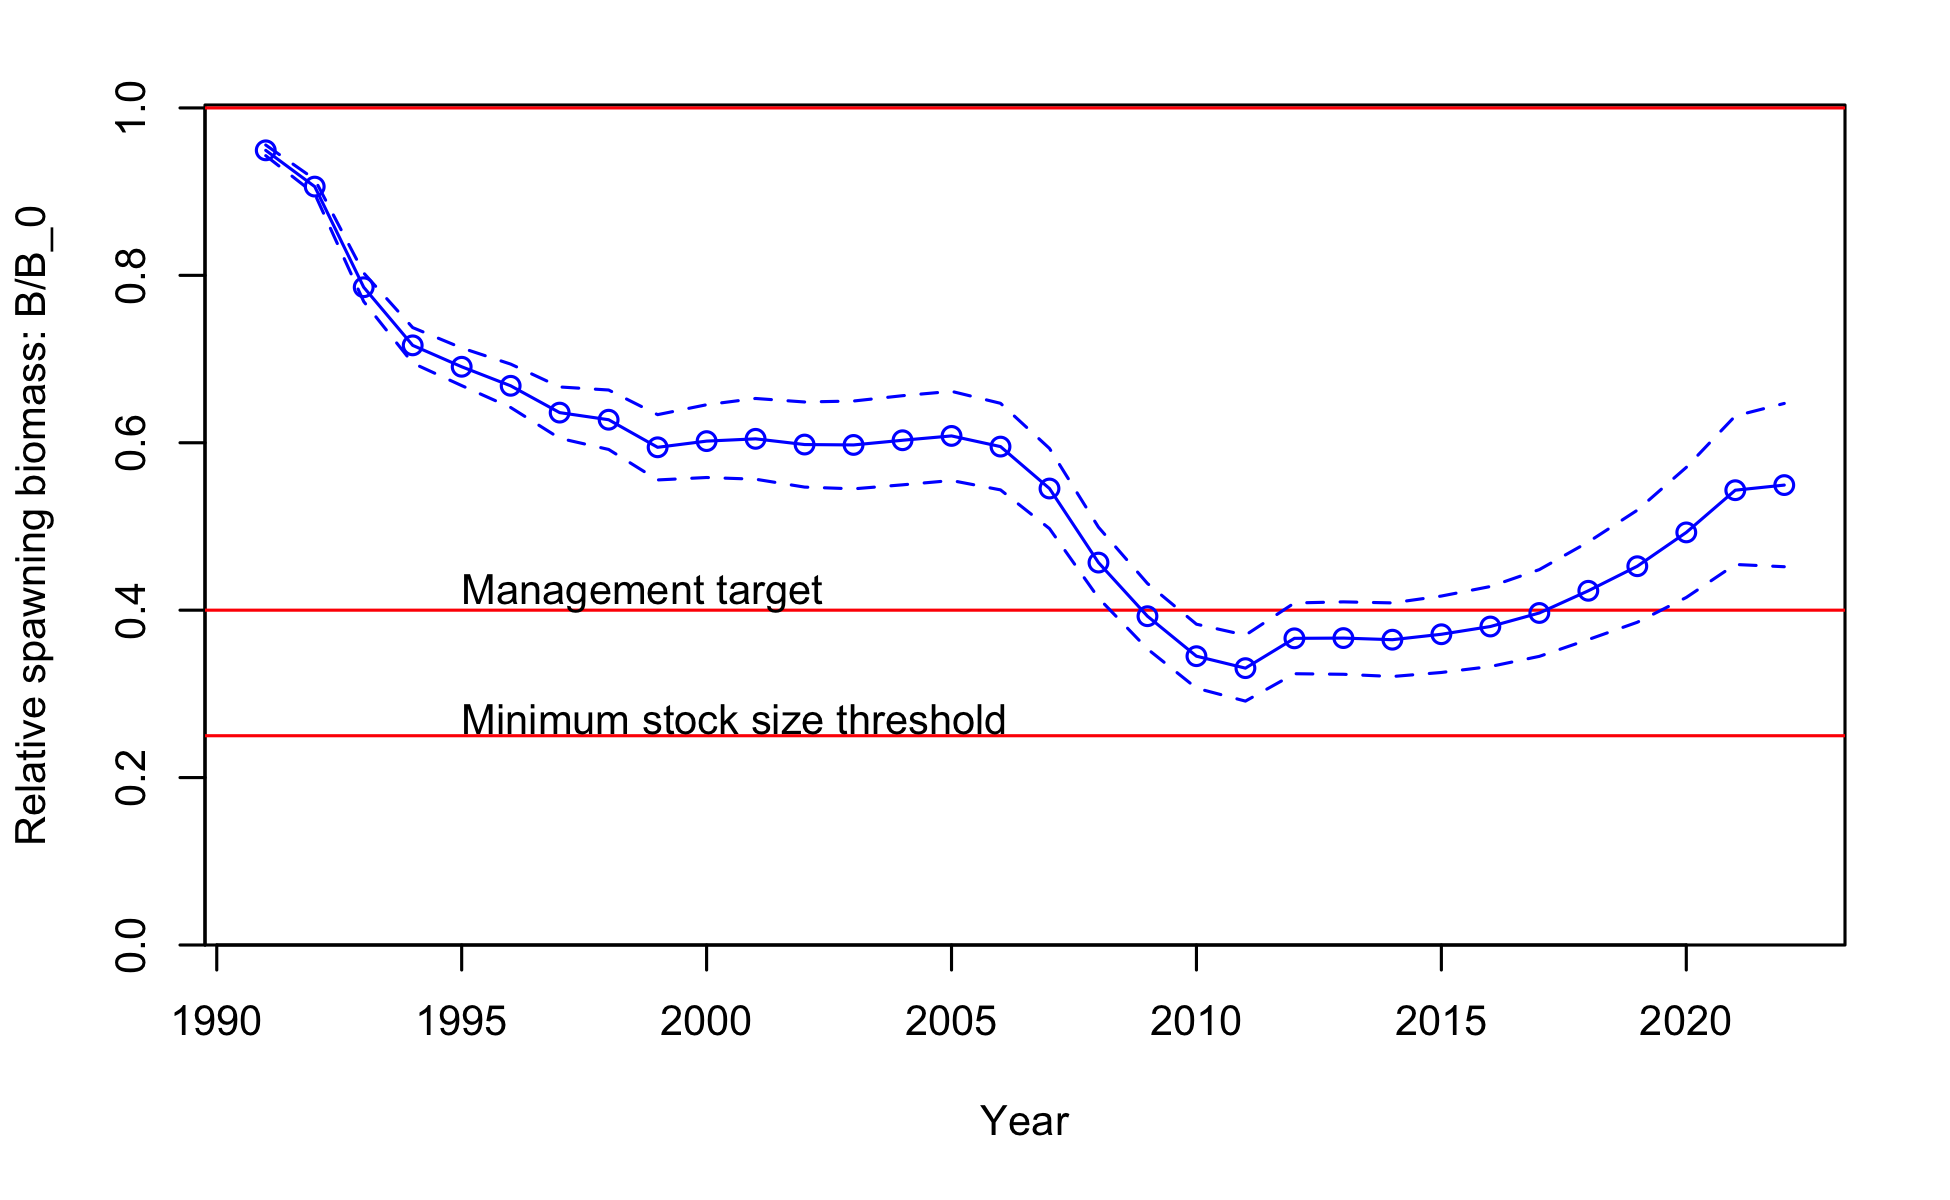 Relative spawning biomass: B/B_0
1.0
0.8
0.6
0.4
0.2
0.0
Management target
Minimum stock size threshold
1990 1995 2000 2005 2010 2015 2020
Year